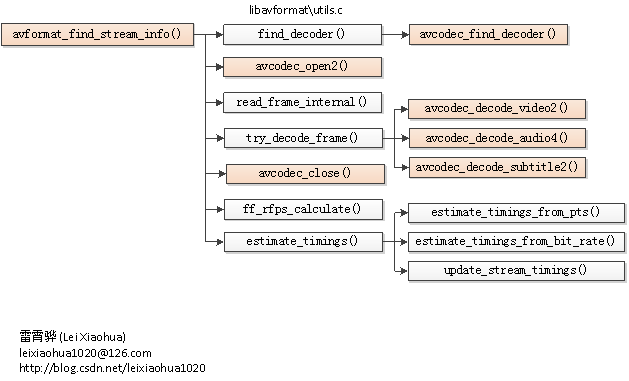 libavformat\utils.c
avformat_find_stream_info()
find_decoder()
avcodec_find_decoder()
avcodec_open2()
read_frame_internal()
avcodec_decode_video2()
try_decode_frame()
avcodec_decode_audio4()
avcodec_decode_subtitle2()
avcodec_close()
ff_rfps_calculate()
estimate_timings_from_pts()
estimate_timings()
estimate_timings_from_bit_rate()
update_stream_timings()
雷霄骅 (Lei Xiaohua)
leixiaohua1020@126.com
http://blog.csdn.net/leixiaohua1020